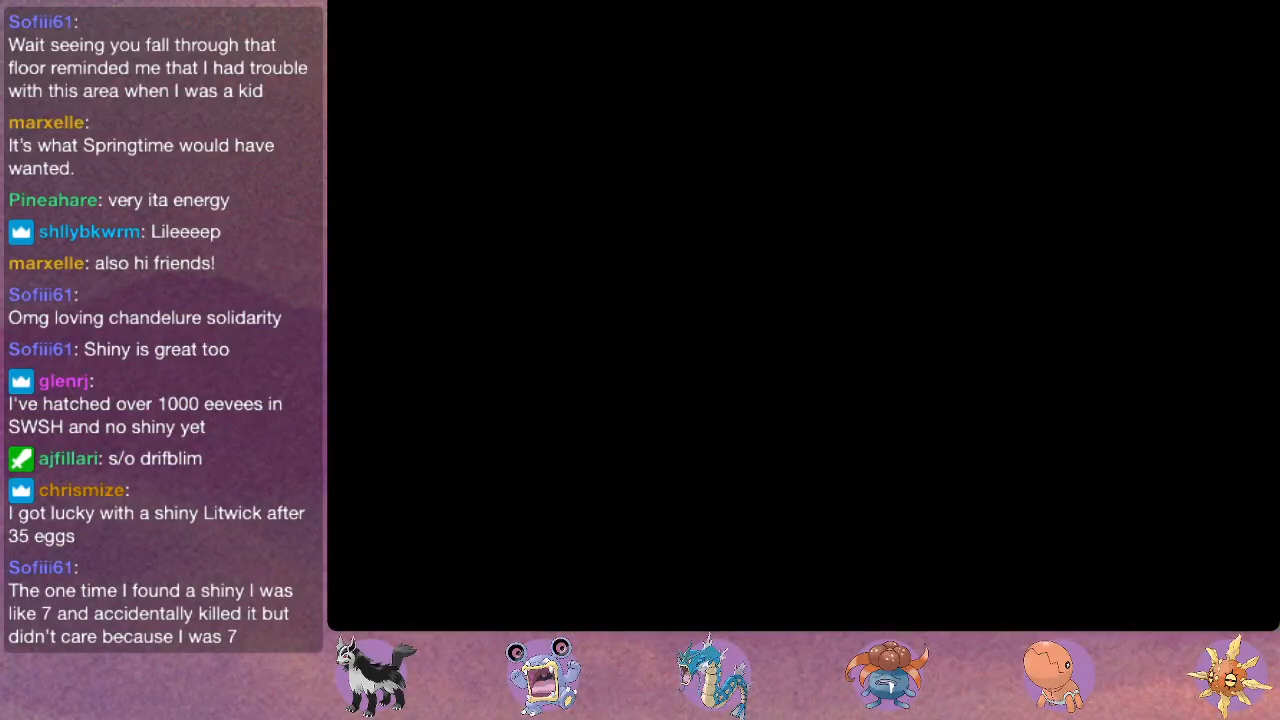 Sofiii61:
Wait seeing you fall through that
floor reminded me that I had trouble
with this area when I was a kid
marxelle:
It's what Springtime would have
wanted.
Pineahare: very ita energy
shllybkwrm: Lileeeep
marxelle: also hi friends!
Sofiii61:
Omg loving chandelure solidarity
Sofiii61: Shiny is great too
glenrj:
I've hatched over 1000 eevees in
SWSH and no shiny yet
ajfillari: s/o drifblim
chrismize:
I got lucky with a shiny Litwick after
35 eggs
Sofiii61:
The one time I found a shiny I was
like 7 and accidentally killed it but
didn't care because I was 7